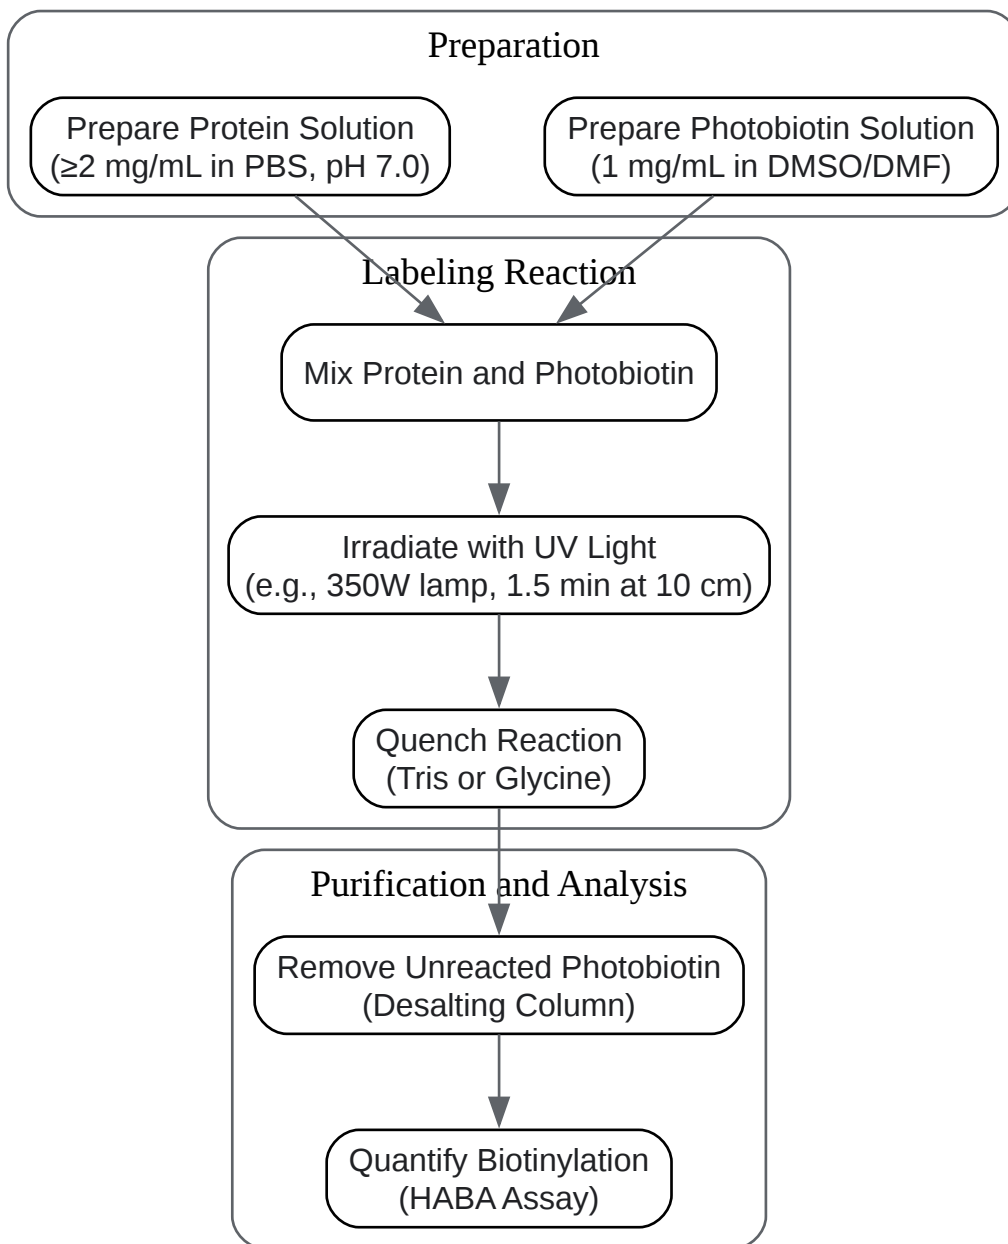 Preparation
Prepare Protein Solution
(≥2 mg/mL in PBS, pH 7.0)
Prepare Photobiotin Solution
(1 mg/mL in DMSO/DMF)
Labeling Reaction
Mix Protein and Photobiotin
Irradiate with UV Light
(e.g., 350W lamp, 1.5 min at 10 cm)
Quench Reaction
(Tris or Glycine)
Purification and Analysis
Remove Unreacted Photobiotin
(Desalting Column)
Quantify Biotinylation
(HABA Assay)